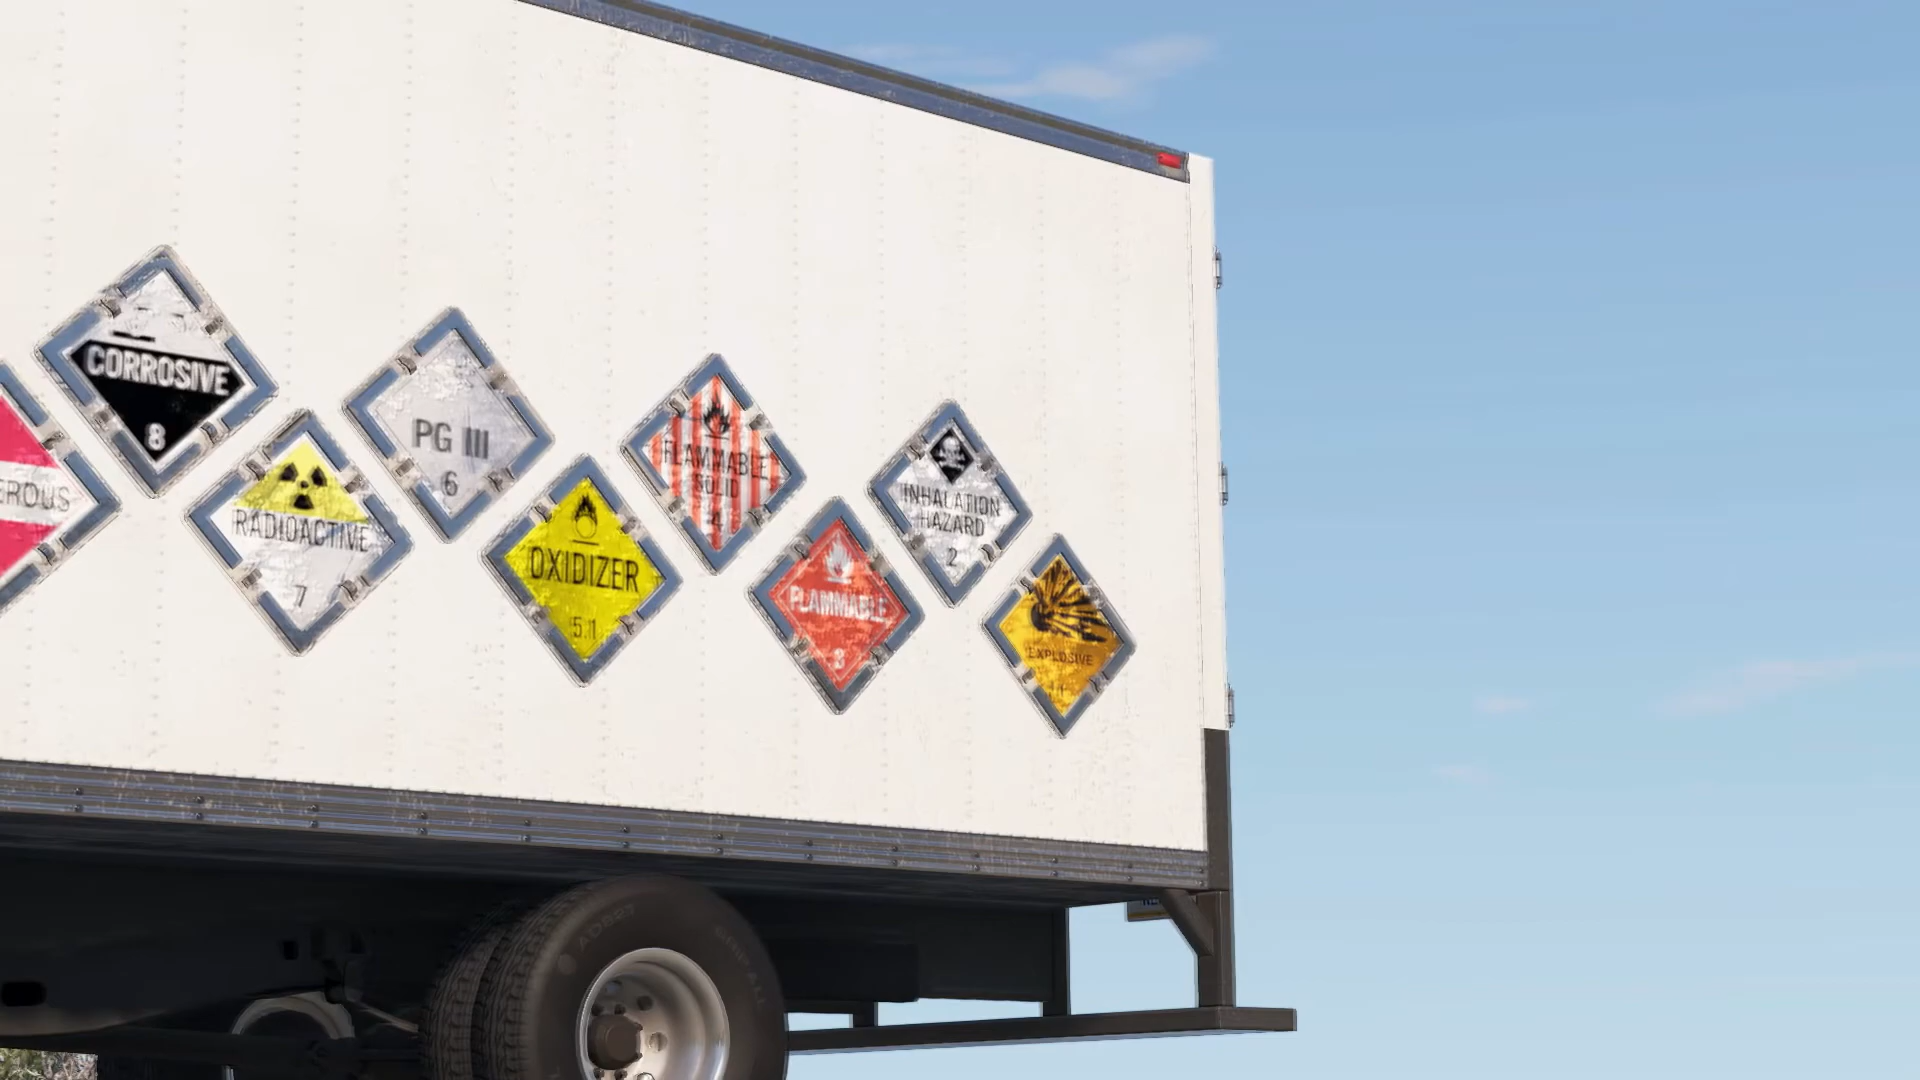 EROUS
CORROSIVE
8
RADIOACTIVE
7
PG III
6
OXIDIZER
5.1
FLAMMABLE
SOLID
4
FLAMMABLE
3
INHALATION
HAZARD
2
EXPLOSIVE